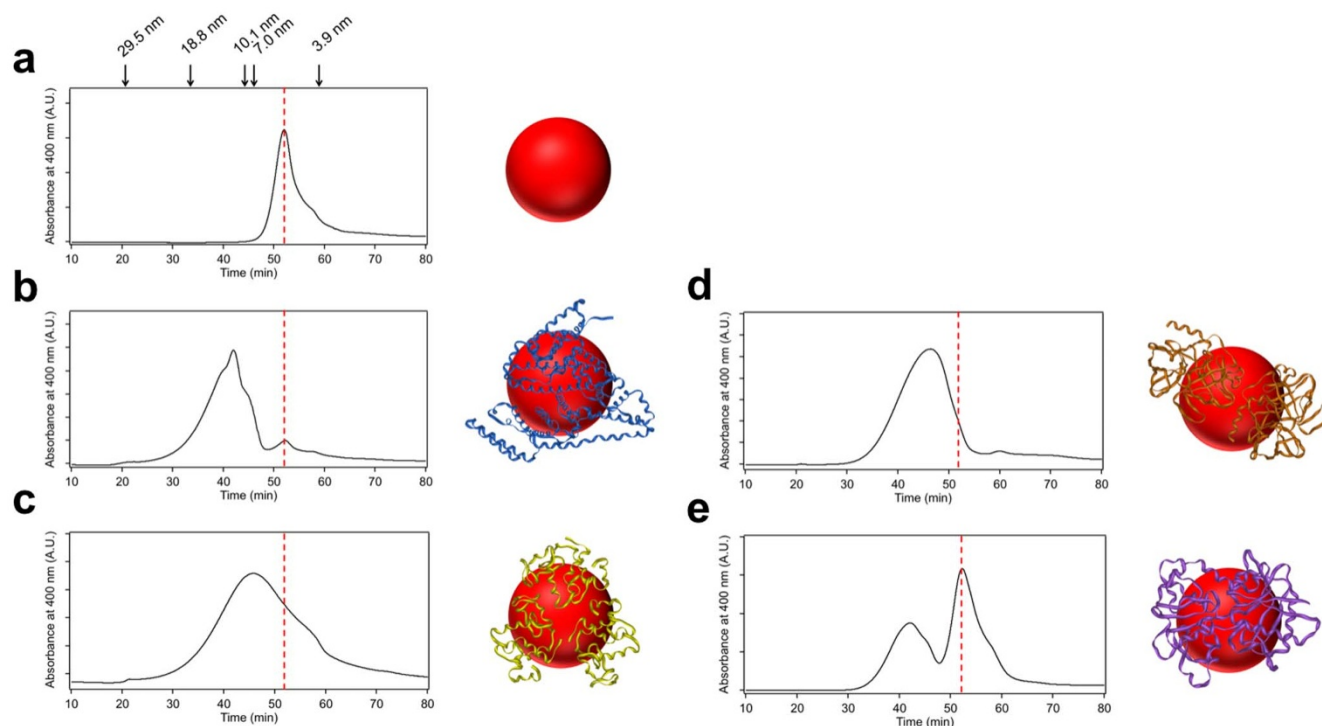 29.5 nm
18.8 nm
10.1 nm
7.0 nm
3.9 nm
a
Absorbance at 400 nm (A.U.)
10 20 30 40 50 60 70 80
Time (min)
b
Absorbance at 400 nm (A.U.)
10 20 30 40 50 60 70 80
Time (min)
c
Absorbance at 400 nm (A.U.)
10 20 30 40 50 60 70 80
Time (min)
d
Absorbance at 400 nm (A.U.)
10 20 30 40 50 60 70 80
Time (min)
e
Absorbance at 400 nm (A.U.)
10 20 30 40 50 60 70 80
Time (min)